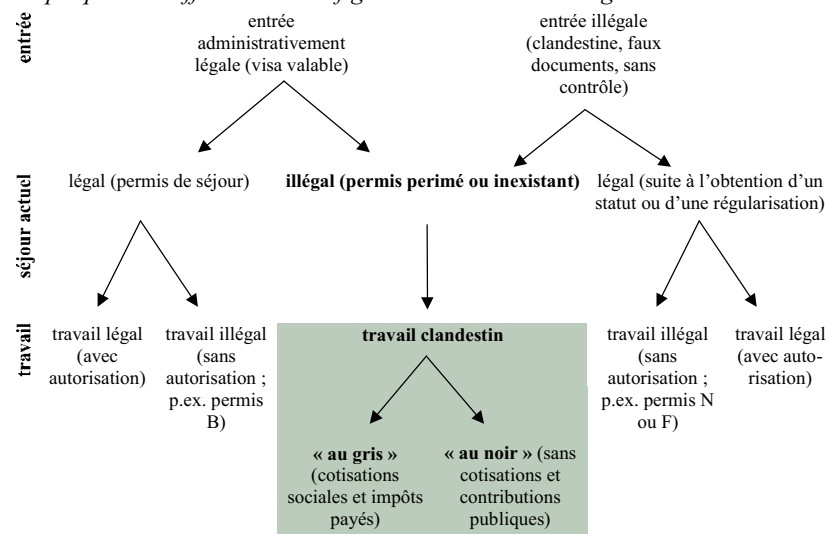 entrée
entrée
administrativement
légale (visa valable)
entrée illégale
(clandestine, faux
documents, sans
contrôle)
séjour actuel
légal (permis de séjour)
illégal (permis perimé ou inexistant)
légal (suite à l’obtention d’un
statut ou d’une régularisation)
travail
travail légal
(avec
autorisation)
travail illégal
(sans
autorisation ;
p.ex. permis
B)
travail clandestin
« au gris »
(cotisations
sociales et impôts
payés)
« au noir » (sans
cotisations et
contributions
publiques)
travail illégal
(sans
autorisation ;
p.ex. permis N
ou F)
travail légal
(avec auto-
risation)